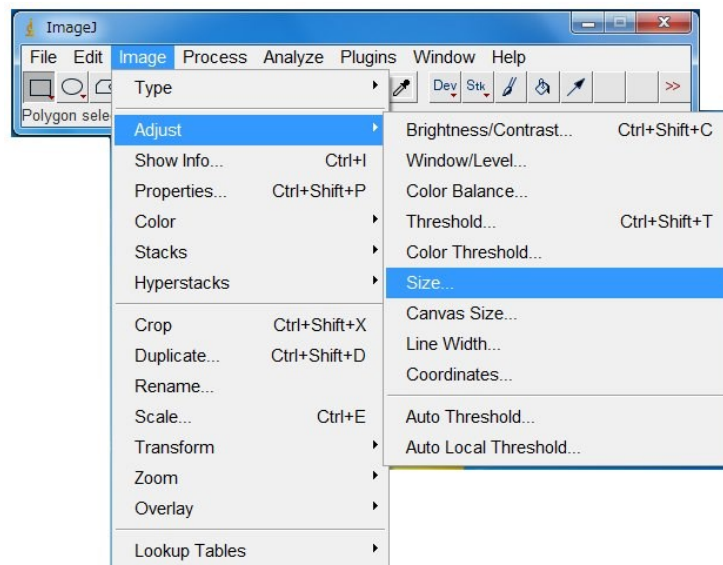 ImageJ
File Edit Image Process Analyze Plugins Window Help
Dev Stk >>
Polygon sele
Type
Adjust
Show Info... Ctrl+I
Properties... Ctrl+Shift+P
Color
Stacks
Hyperstacks
Crop Ctrl+Shift+X
Duplicate... Ctrl+Shift+D
Rename...
Scale... Ctrl+E
Transform
Zoom
Overlay
Lookup Tables
Brightness/Contrast... Ctrl+Shift+C
Window/Level...
Color Balance...
Threshold... Ctrl+Shift+T
Color Threshold...
Size...
Canvas Size...
Line Width...
Coordinates...
Auto Threshold...
Auto Local Threshold...